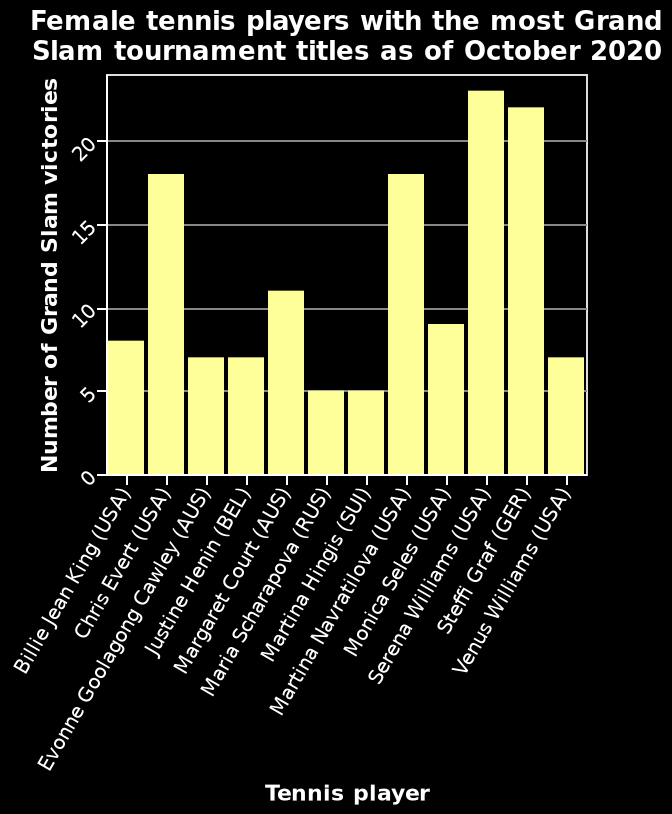 Female tennis players with the most Grand
Slam tournament titles as of October 2020
Number of Grand Slam victories
20
15
10
5
0
Billie Jean King (USA)
Chris Evert (USA)
Evonne Goolagong Cawley (AUS)
Justine Henin (BEL)
Margaret Court (AUS)
Maria Scharapova (RUS)
Martina Hingis (SUI)
Martina Navratilova (USA)
Monica Seles (USA)
Serena Williams (USA)
Steffi Graf (GER)
Venus Williams (USA)
Tennis player